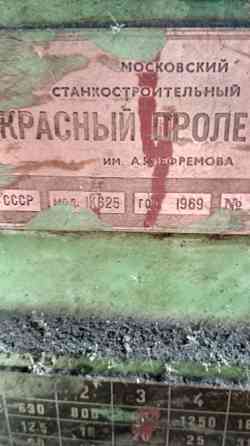 МОСКОВСКИЙ
СТАНКОСТРОИТЕЛЬНЫЙ
КРАСНЫЙ ПРОЛЕ
ИМ. А.И. ЕФРЕМОВА
СССР МОД. 1К625 ГОД 1969 №
2 3 4
630 800 1250
12,5 16 25